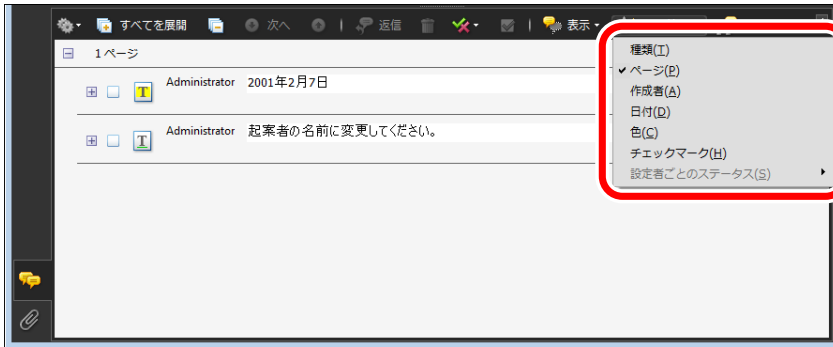 すべてを展開 次へ 返信 表示
1ページ
Administrator 2001年2月7日
Administrator 起案者の名前に変更してください。
種類(T)
ページ(P)
作成者(A)
日付(D)
色(C)
チェックマーク(H)
設定者ごとのステータス(S)